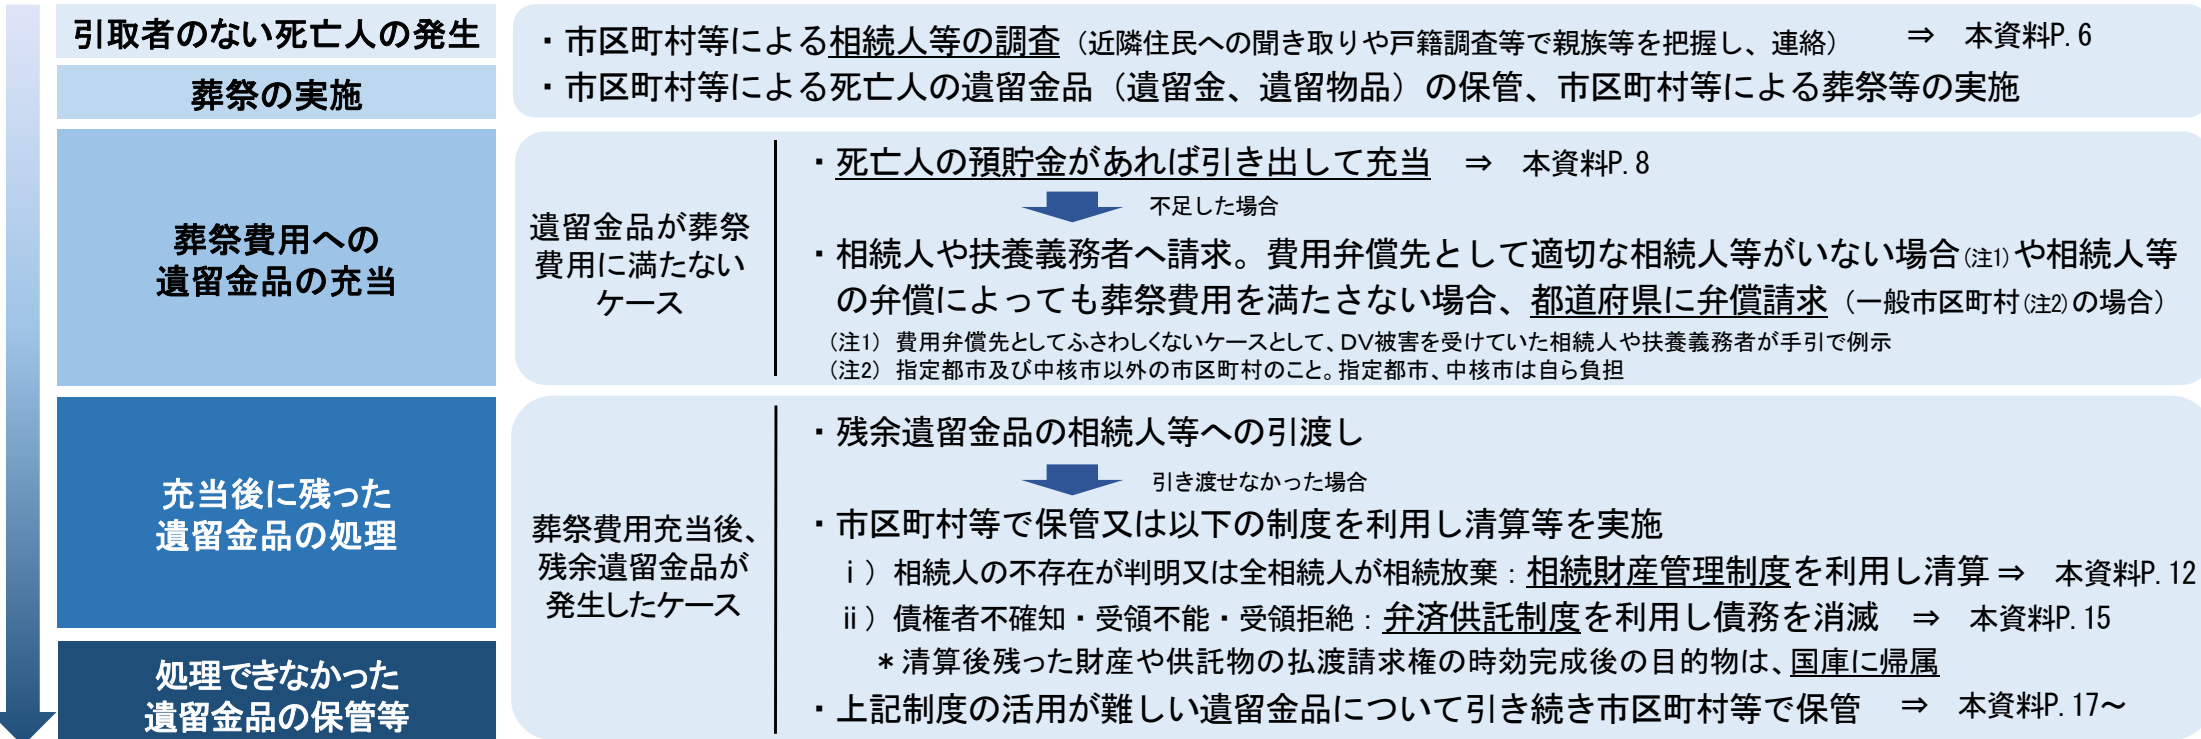 引取者のない死亡人の発生
・市区町村等による相続人等の調査（近隣住民への聞き取りや戸籍調査等で親族等を把握し、連絡） ⇒ 本資料P.6
葬祭の実施
・市区町村等による死亡人の遺留金品（遺留金、遺留物品）の保管、市区町村等による葬祭等の実施
葬祭費用への
遺留金品の充当
遺留金品が葬祭
費用に満たない
ケース
・死亡人の預貯金があれば引き出して充当 ⇒ 本資料P.8
不足した場合
・相続人や扶養義務者へ請求。費用弁償先として適切な相続人等がいない場合(注1)や相続人等
の弁償によっても葬祭費用を満たさない場合、都道府県に弁償請求（一般市区町村(注2)の場合）
(注1) 費用弁償先としてふさわしくないケースとして、DV被害を受けていた相続人や扶養義務者が手引で例示
(注2) 指定都市及び中核市以外の市区町村のこと。指定都市、中核市は自ら負担
充当後に残った
遺留金品の処理
葬祭費用充当後、
残余遺留金品が
発生したケース
・残余遺留金品の相続人等への引渡し
引き渡せなかった場合
・市区町村等で保管又は以下の制度を利用し清算等を実施
ⅰ）相続人の不存在が判明又は全相続人が相続放棄：相続財産管理制度を利用し清算 ⇒ 本資料P.12
ⅱ）債権者不確知・受領不能・受領拒絶：弁済供託制度を利用し債務を消滅 ⇒ 本資料P.15
＊清算後残った財産や供託物の払渡請求権の時効完成後の目的物は、国庫に帰属
処理できなかった
遺留金品の保管等
・上記制度の活用が難しい遺留金品について引き続き市区町村等で保管 ⇒ 本資料P.17～